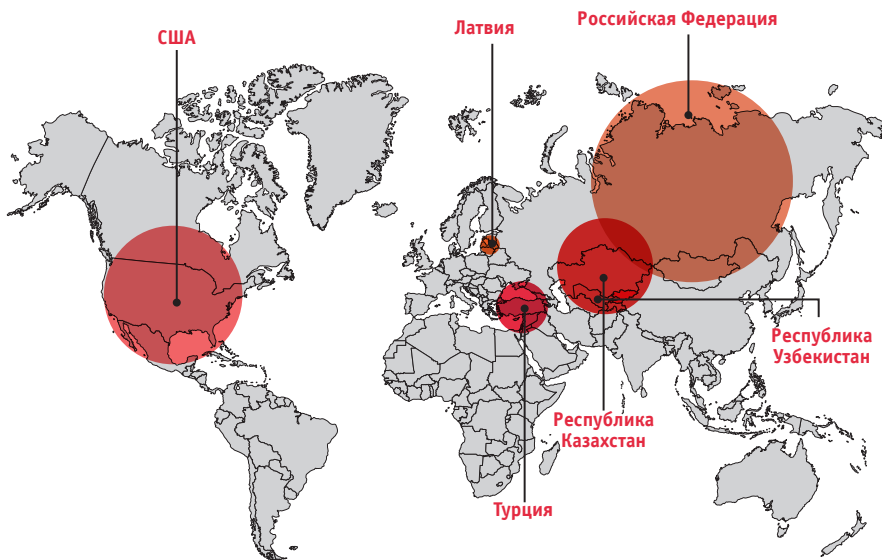 Российская Федерация
Латвия
США
Республика
Узбекистан
Республика
Казахстан
Турция